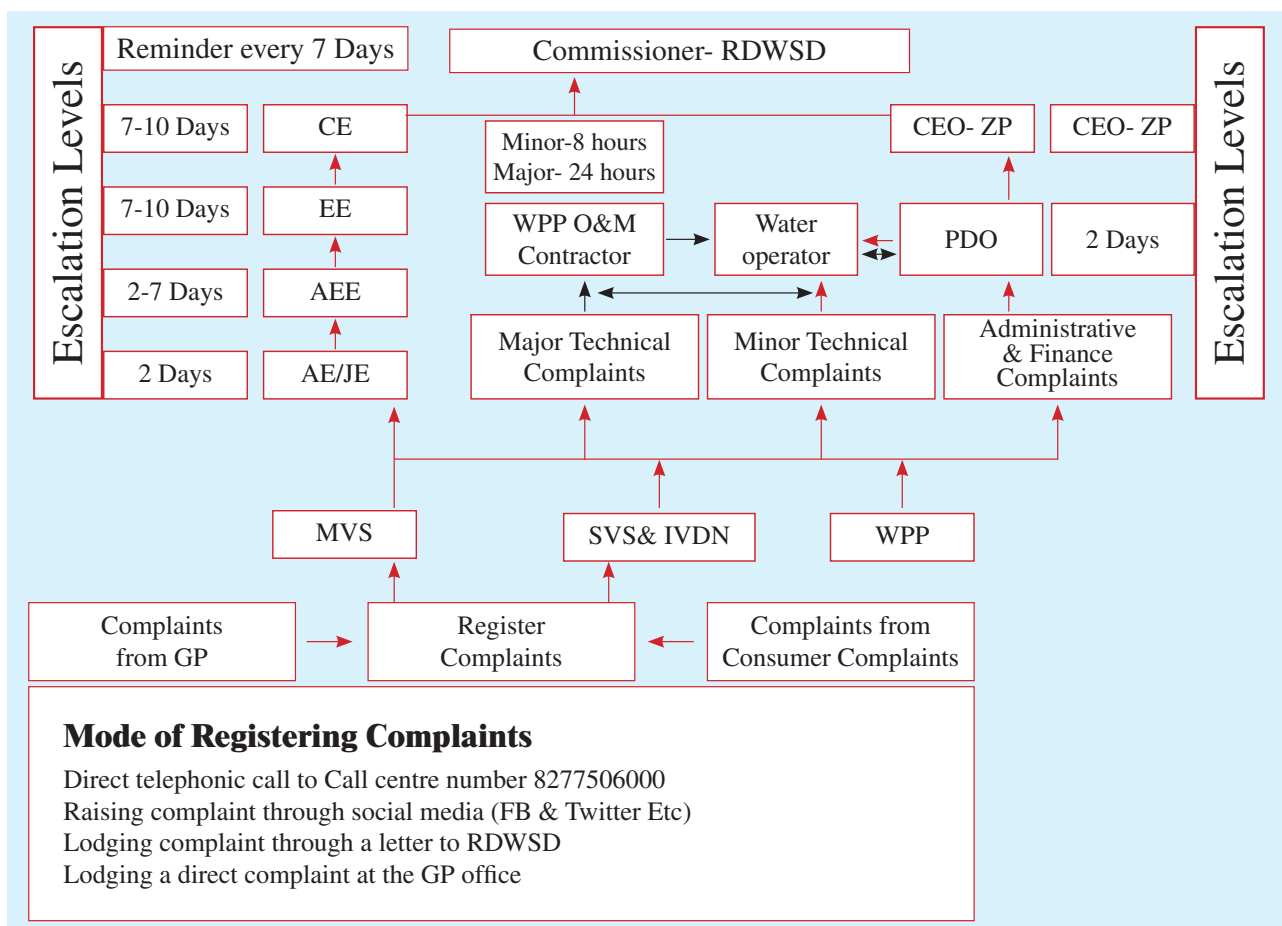 Escalation Levels
Reminder every 7 Days
Commissioner- RDWSD
7-10 Days
CE
Minor-8 hours
Major- 24 hours
CEO- ZP
CEO- ZP
Escalation Levels
7-10 Days
EE
WPP O&M
Contractor
Water
operator
PDO
2 Days
2-7 Days
AEE
2 Days
AE/JE
Major Technical
Complaints
Minor Technical
Complaints
Administrative
& Finance
Complaints
MVS
SVS& IVDN
WPP
Complaints
from GP
Register
Complaints
Complaints from
Consumer Complaints
Mode of Registering Complaints
Direct telephonic call to Call centre number 8277506000
Raising complaint through social media (FB & Twitter Etc)
Lodging complaint through a letter to RDWSD
Lodging a direct complaint at the GP office